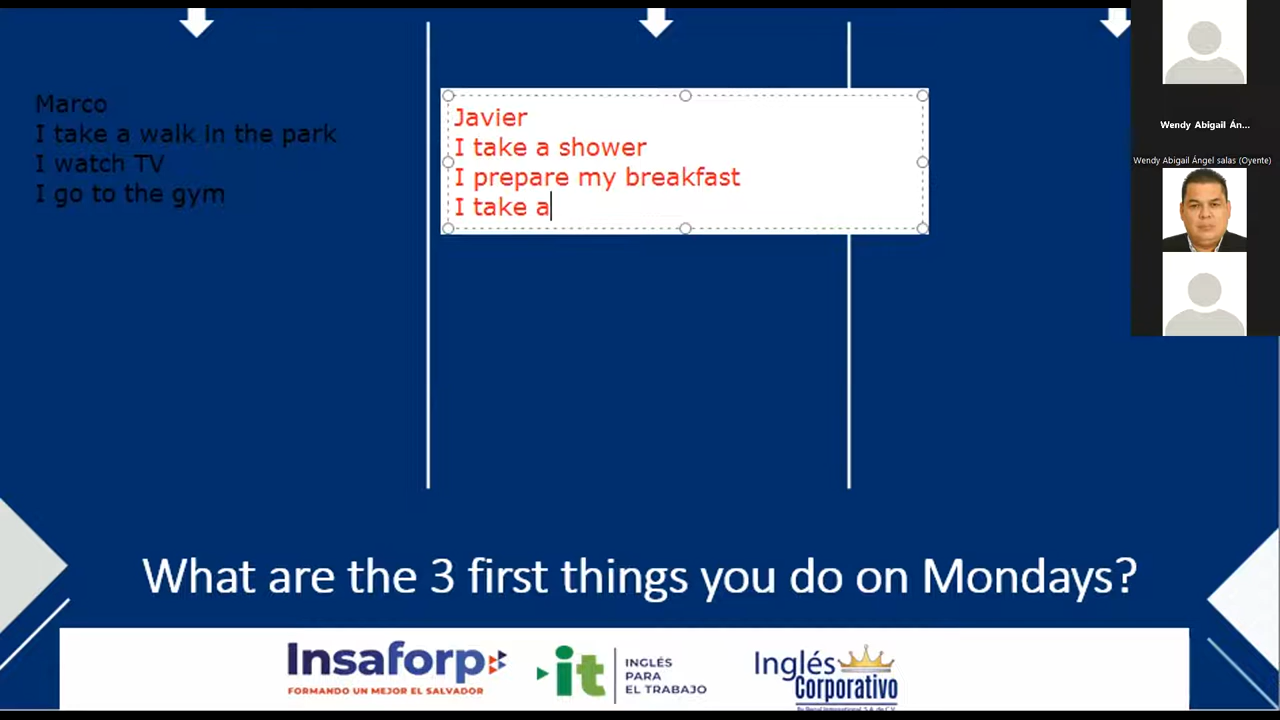 Marco
I take a walk in the park
I watch TV
I go to the gym
Javier
I take a shower
I prepare my breakfast
I take a
Wendy Abigail Án...
Wendy Abigail Ángel salas (Oyente)
What are the 3 first things you do on Mondays?
Insaforp
FORMANDO UN MEJOR EL SALVADOR
it
INGLÉS
PARA
EL TRABAJO
Inglés
Corporativo